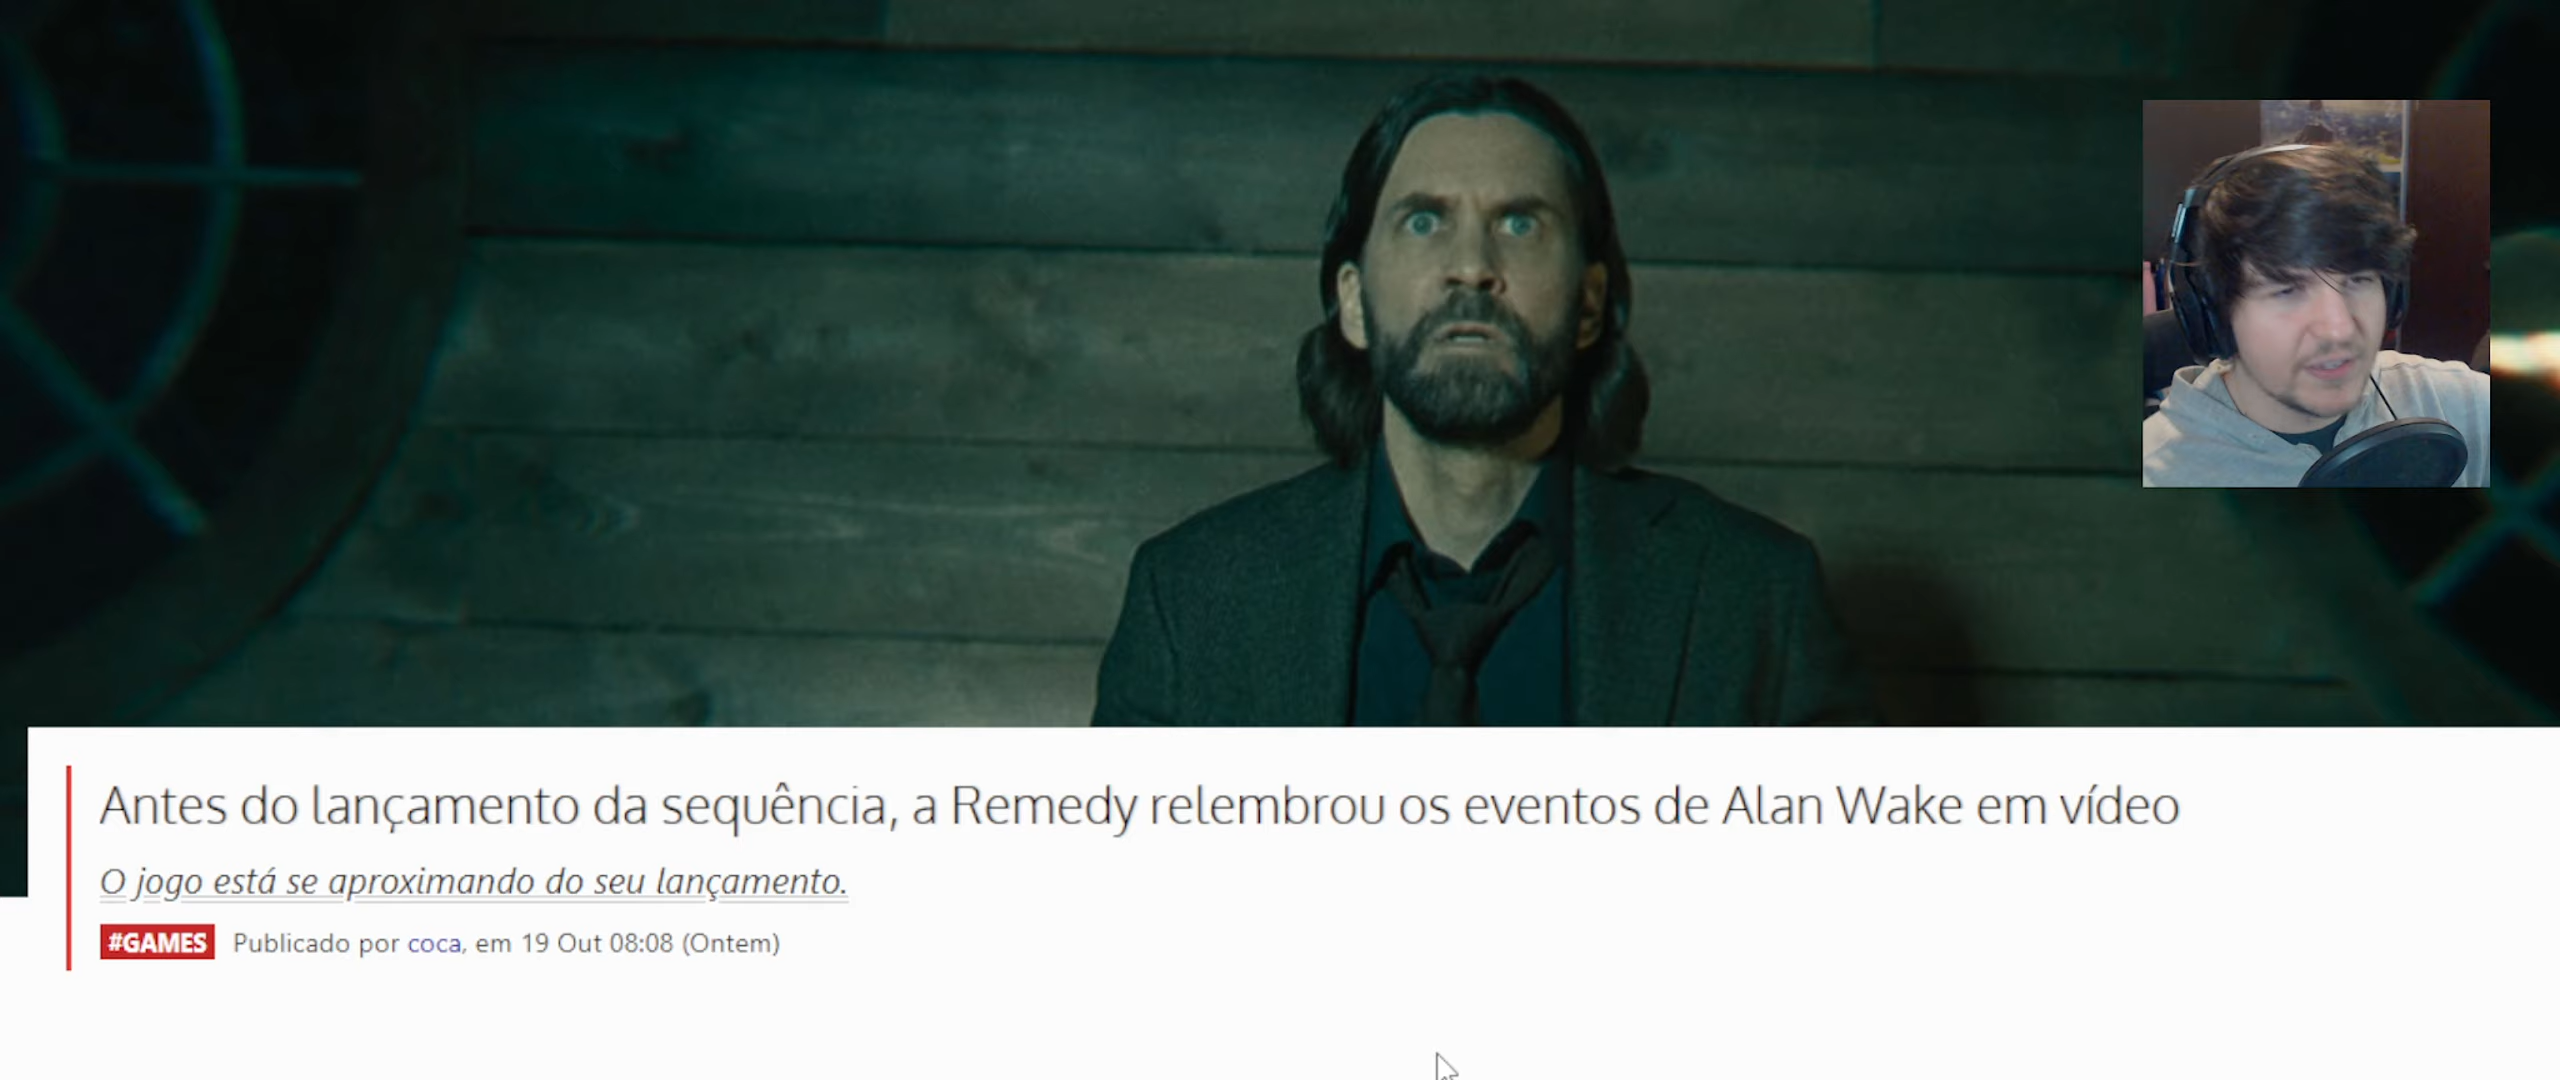 Antes do lançamento da sequência, a Remedy relembrou os eventos de Alan Wake em vídeo
O jogo está se aproximando do seu lançamento.
#GAMES Publicado por coca, em 19 Out 08:08 (Ontem)